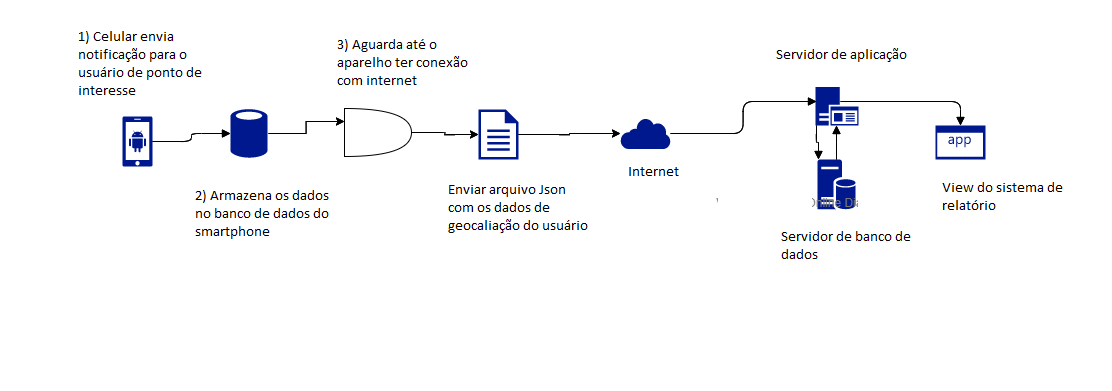 1) Celular envia
notificação para o
usuário de ponto de
interesse
2) Armazena os dados
no banco de dados do
smartphone
3) Aguarda até o
aparelho ter conexão
com internet
Enviar arquivo Json
com os dados de
geocaliação do usuário
Internet
Servidor de aplicação
Servidor de banco de
dados
app
View do sistema de
relatório